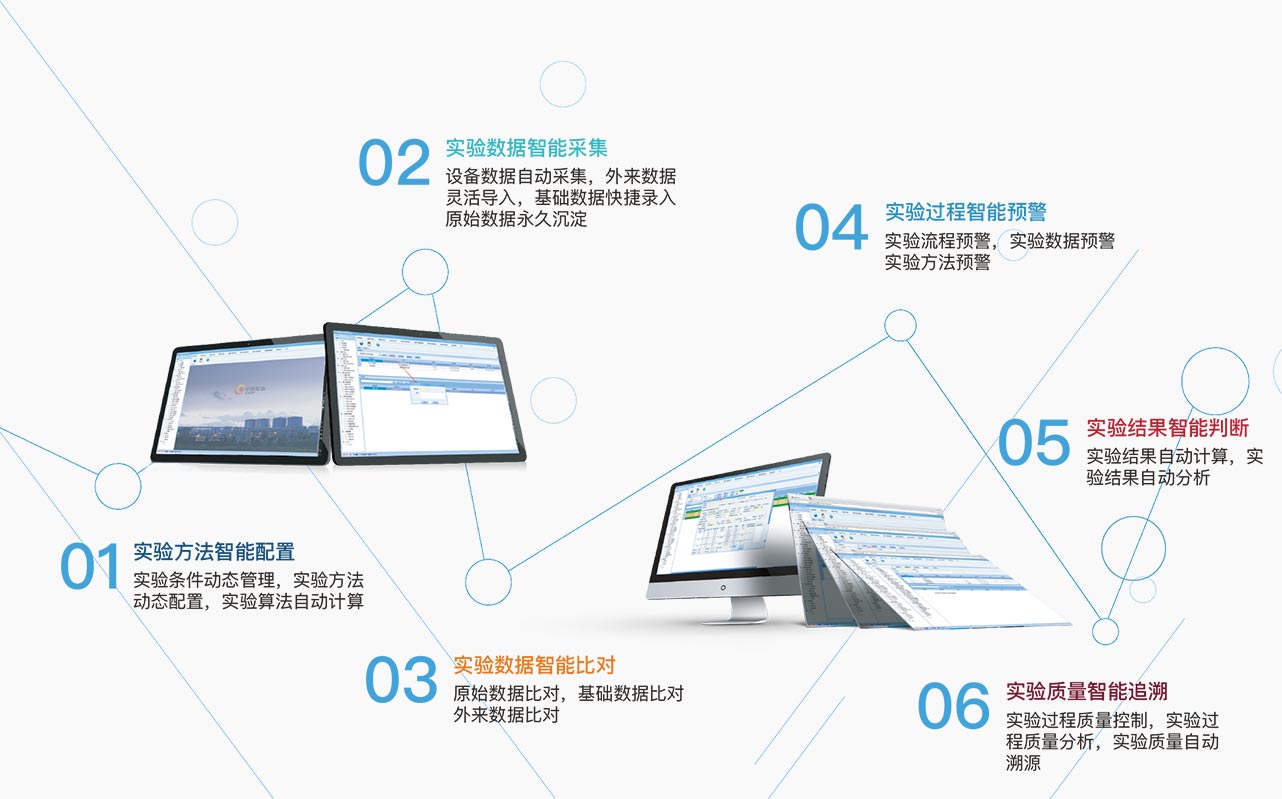 01
实验方法智能配置
实验条件动态管理，实验方法
动态配置，实验算法自动计算
02
实验数据智能采集
设备数据自动采集，外来数据
灵活导入，基础数据快捷录入
原始数据永久沉淀
03
实验数据智能比对
原始数据比对，基础数据比对
外来数据比对
04
实验过程智能预警
实验流程预警，实验数据预警
实验方法预警
05
实验结果智能判断
实验结果自动计算，实
验结果自动分析
06
实验质量智能追溯
实验过程质量控制，实验过
程质量分析，实验质量自动
溯源